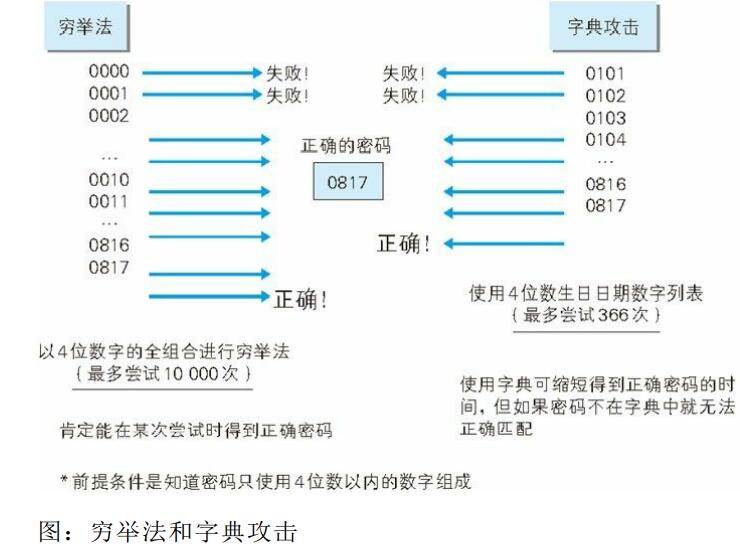 穷举法
0000
失败!
0001
失败!
0002
...
0010
0011
...
0816
0817
正确!
以4位数字的全组合进行穷举法
(最多尝试10 000次)
肯定能在某次尝试时得到正确密码
正确的密码
0817
字典攻击
失败!
0101
失败!
0102
0103
0104
...
0816
0817
正确!
使用4位数生日日期数字列表
(最多尝试366次)
使用字典可缩短得到正确密码的时
间,但如果密码不在字典中就无法
正确匹配
*前提条件是知道密码只使用4位数以内的数字组成
图:穷举法和字典攻击